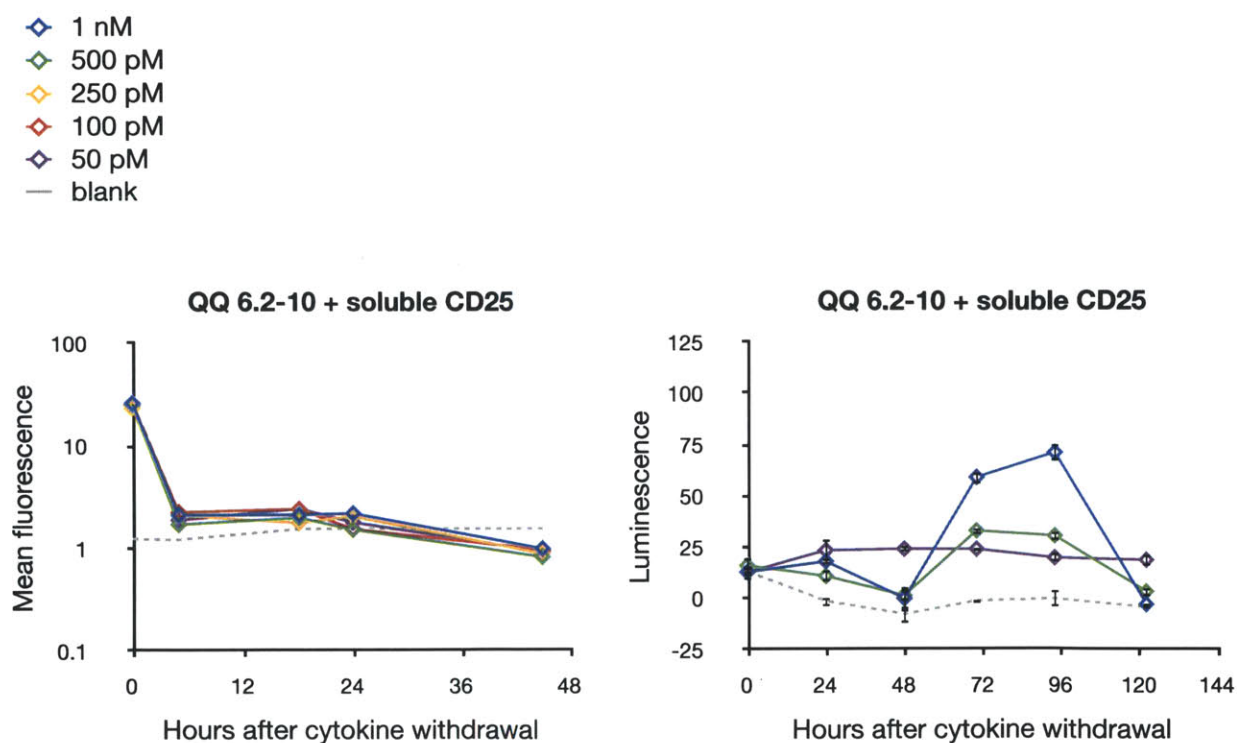 1 nM
500 pM
250 pM
100 pM
50 pM
blank
QQ 6.2-10 + soluble CD25
100
10
1
0.1
Mean fluorescence
0 12 24 36 48
Hours after cytokine withdrawal
QQ 6.2-10 + soluble CD25
125
100
75
50
25
0
-25
Luminescence
0 24 48 72 96 120 144
Hours after cytokine withdrawal